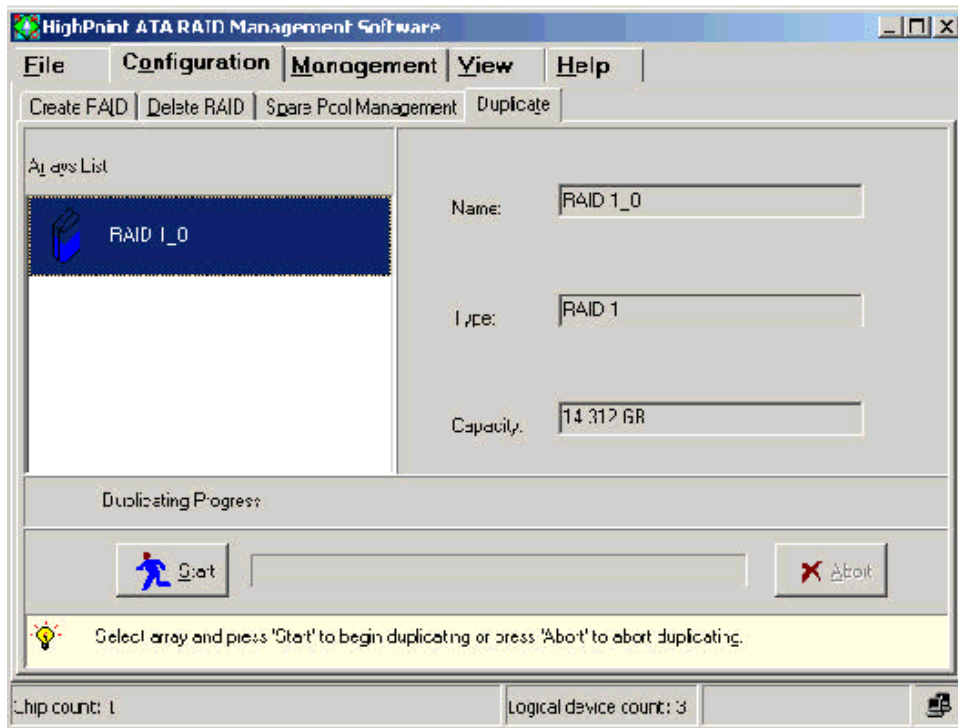 HighPoint ATA RAID Management Software
File Configuration Management View Help
Create RAID Delete RAID Spare Pool Management Duplicate
Arrays List
RAID 1_0
Name: RAID 1_0
Type: RAID 1
Capacity: 14.312 GB
Duplicating Progress
Start Abort
Select array and press 'Start' to begin duplicating or press 'Abort' to abort duplicating.
Chip count: 1 Logical device count: 3